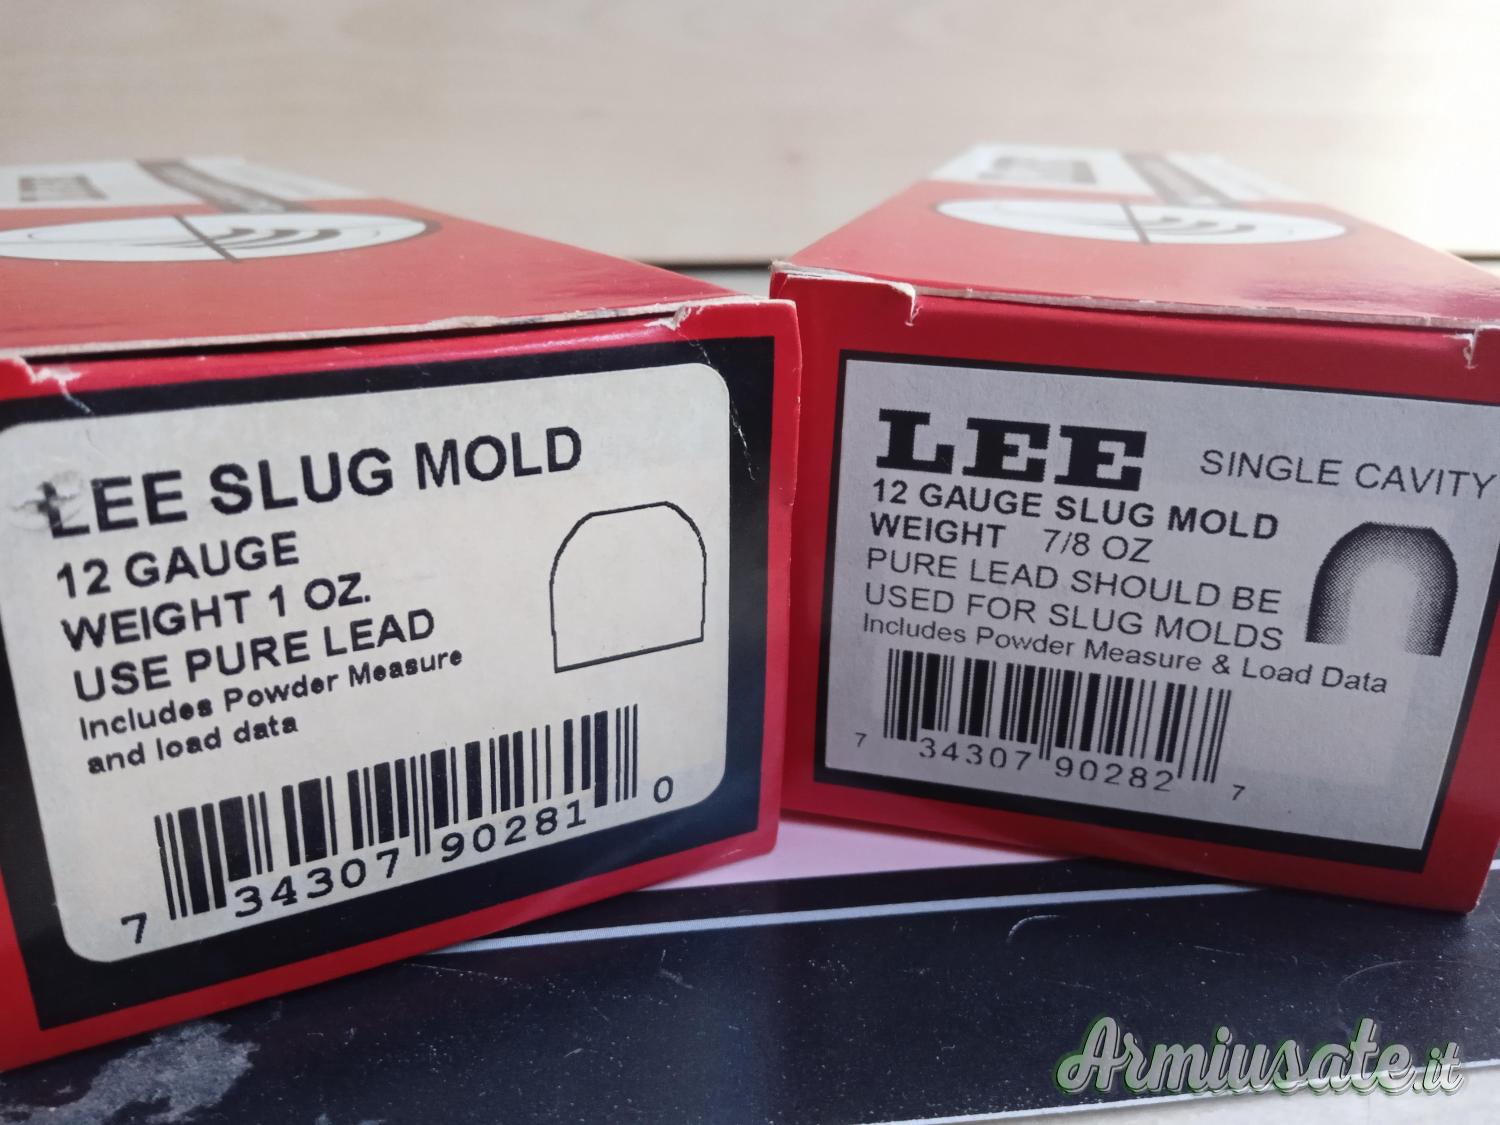 LEE SLUG MOLD
12 GAUGE
WEIGHT 1 OZ.
USE PURE LEAD
Includes Powder Measure
and load data
7 34307 90281 0
LEE SINGLE CAVITY
12 GAUGE SLUG MOLD
WEIGHT 7/8 OZ
PURE LEAD SHOULD BE
USED FOR SLUG MOLDS
Includes Powder Measure & Load Data
7 34307 90282 7
Armiusate.it